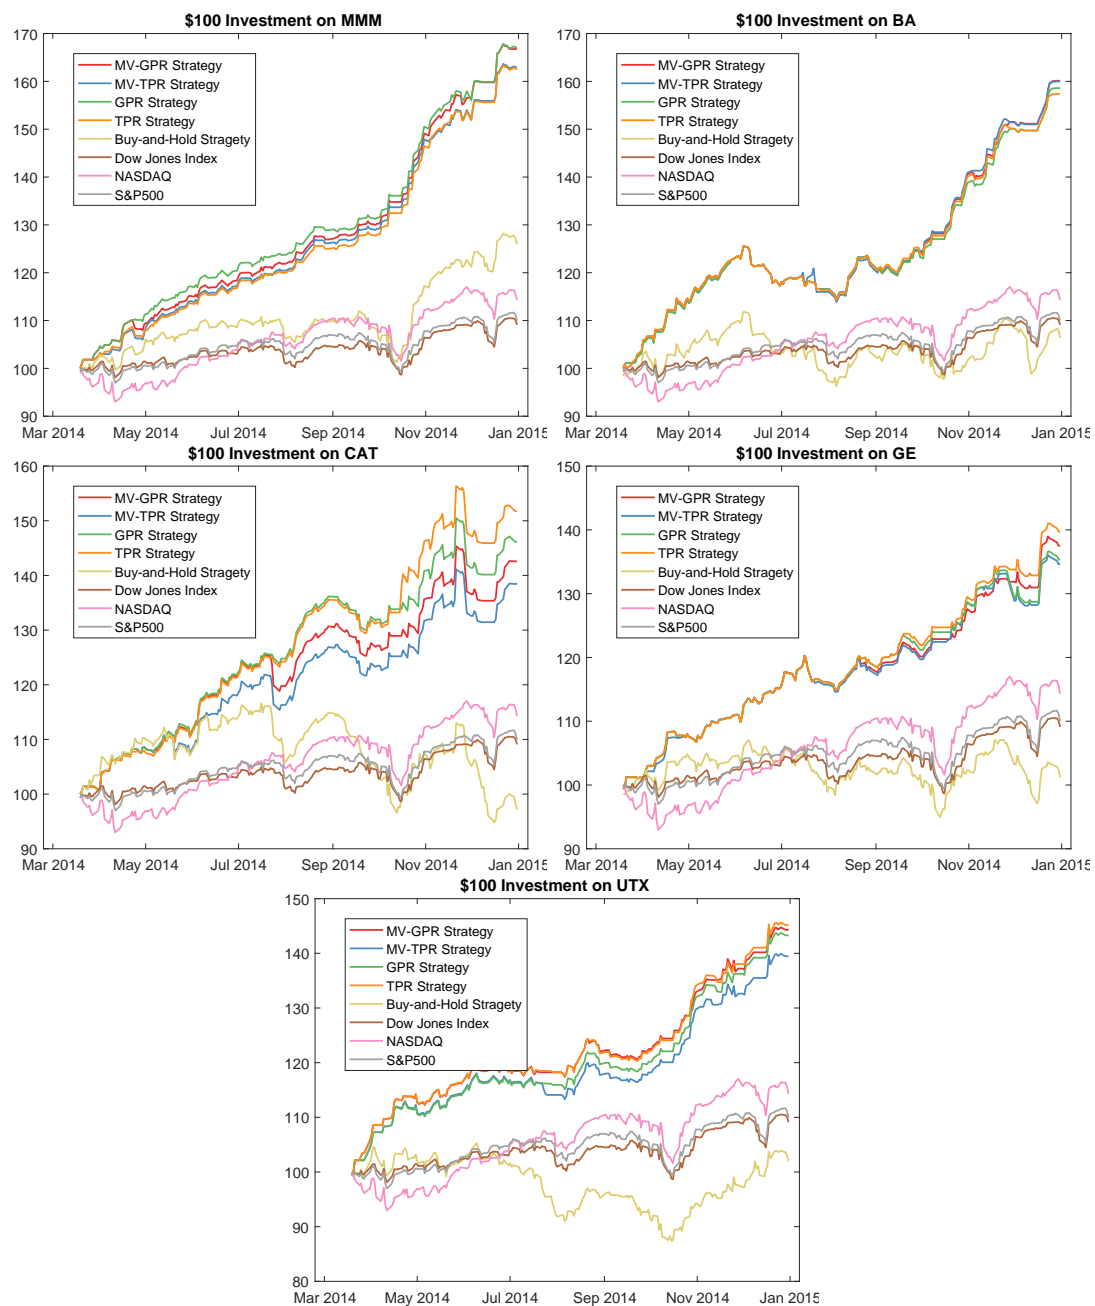 $100 Investment on MMM
170
160
150
140
130
120
110
100
90
MV-GPR Strategy
MV-TPR Strategy
GPR Strategy
TPR Strategy
Buy-and-Hold Stragety
Dow Jones Index
NASDAQ
S&P500
Mar 2014 May 2014 Jul 2014 Sep 2014 Nov 2014 Jan 2015
$100 Investment on BA
170
160
150
140
130
120
110
100
90
MV-GPR Strategy
MV-TPR Strategy
GPR Strategy
TPR Strategy
Buy-and-Hold Stragety
Dow Jones Index
NASDAQ
S&P500
Mar 2014 May 2014 Jul 2014 Sep 2014 Nov 2014 Jan 2015
$100 Investment on CAT
160
150
140
130
120
110
100
90
MV-GPR Strategy
MV-TPR Strategy
GPR Strategy
TPR Strategy
Buy-and-Hold Stragety
Dow Jones Index
NASDAQ
S&P500
Mar 2014 May 2014 Jul 2014 Sep 2014 Nov 2014 Jan 2015
$100 Investment on GE
150
140
130
120
110
100
90
MV-GPR Strategy
MV-TPR Strategy
GPR Strategy
TPR Strategy
Buy-and-Hold Stragety
Dow Jones Index
NASDAQ
S&P500
Mar 2014 May 2014 Jul 2014 Sep 2014 Nov 2014 Jan 2015
$100 Investment on UTX
150
140
130
120
110
100
90
80
MV-GPR Strategy
MV-TPR Strategy
GPR Strategy
TPR Strategy
Buy-and-Hold Stragety
Dow Jones Index
NASDAQ
S&P500
Mar 2014 May 2014 Jul 2014 Sep 2014 Nov 2014 Jan 2015